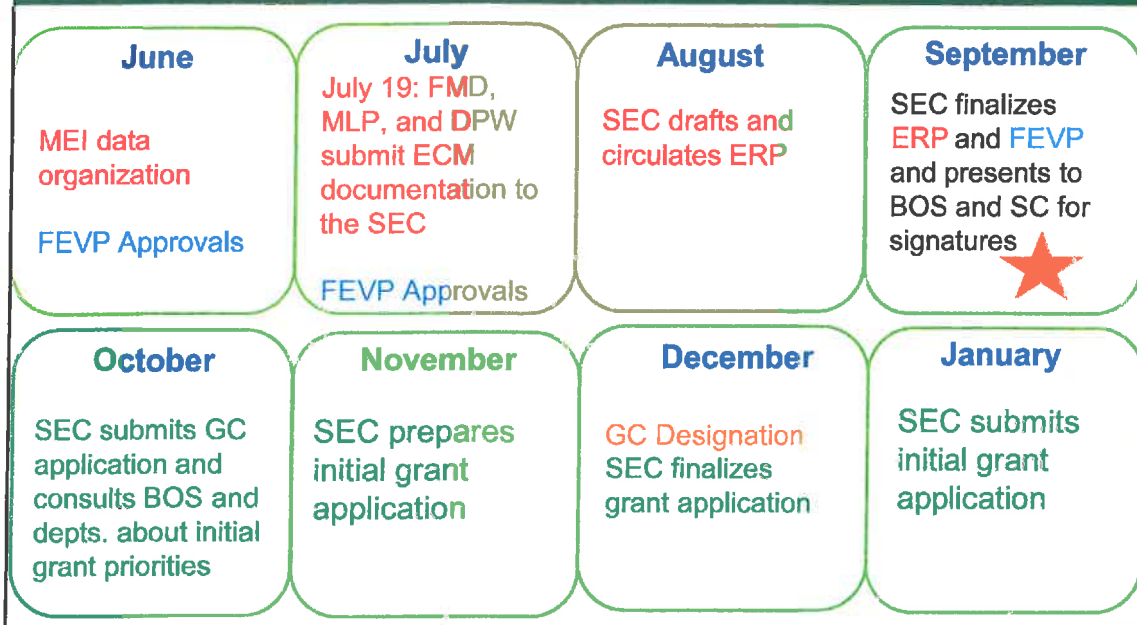 June
MEI data
organization
FEVP Approvals
July
July 19: FMD,
MLP, and DPW
submit ECM
documentation to
the SEC
FEVP Approvals
August
SEC drafts and
circulates ERP
September
SEC finalizes
ERP and FEVP
and presents to
BOS and SC for
signatures
October
SEC submits GC
application and
consults BOS and
depts. about initial
grant priorities
November
SEC prepares
initial grant
application
December
GC Designation
SEC finalizes
grant application
January
SEC submits
initial grant
application